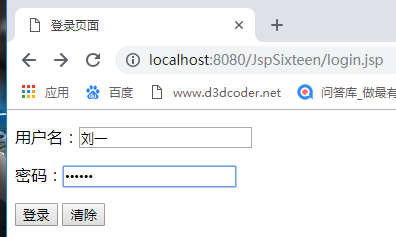 登录页面
localhost:8080/JspSixteen/login.jsp
应用 百度 www.d3dcoder.net 问答库_做最有
用户名：刘一
密码：••••••
登录 清除